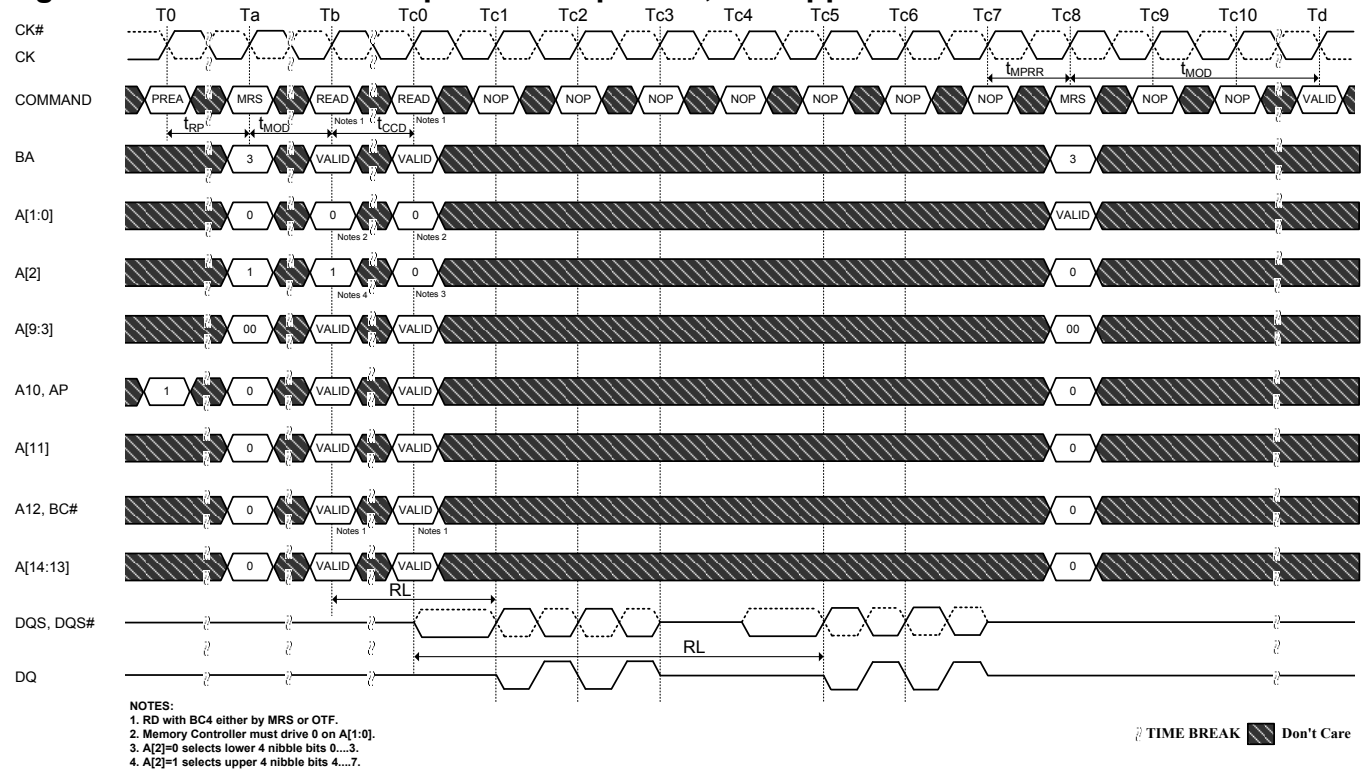 T0 Ta Tb Tc0 Tc1 Tc2 Tc3 Tc4 Tc5 Tc6 Tc7 Tc8 Tc9 Tc10 Td
CK#
CK
tMPRR tMOD
COMMAND PREA MRS READ READ NOP NOP NOP NOP NOP NOP NOP MRS NOP NOP VALID
Notes 1 Notes 1
tRP tMOD tCCD
BA 3 VALID VALID 3
A[1:0] 0 0 0 VALID
Notes 2 Notes 2
A[2] 1 1 0 0
Notes 4 Notes 3
A[9:3] 00 VALID VALID 00
A10, AP 1 0 VALID VALID 0
A[11] 0 VALID VALID 0
A12, BC# 0 VALID VALID 0
Notes 1 Notes 1
A[14:13] 0 VALID VALID 0
RL
DQS, DQS#
RL
DQ
NOTES:
1. RD with BC4 either by MRS or OTF.
2. Memory Controller must drive 0 on A[1:0].
3. A[2]=0 selects lower 4 nibble bits 0....3.
4. A[2]=1 selects upper 4 nibble bits 4....7.
TIME BREAK Don't Care